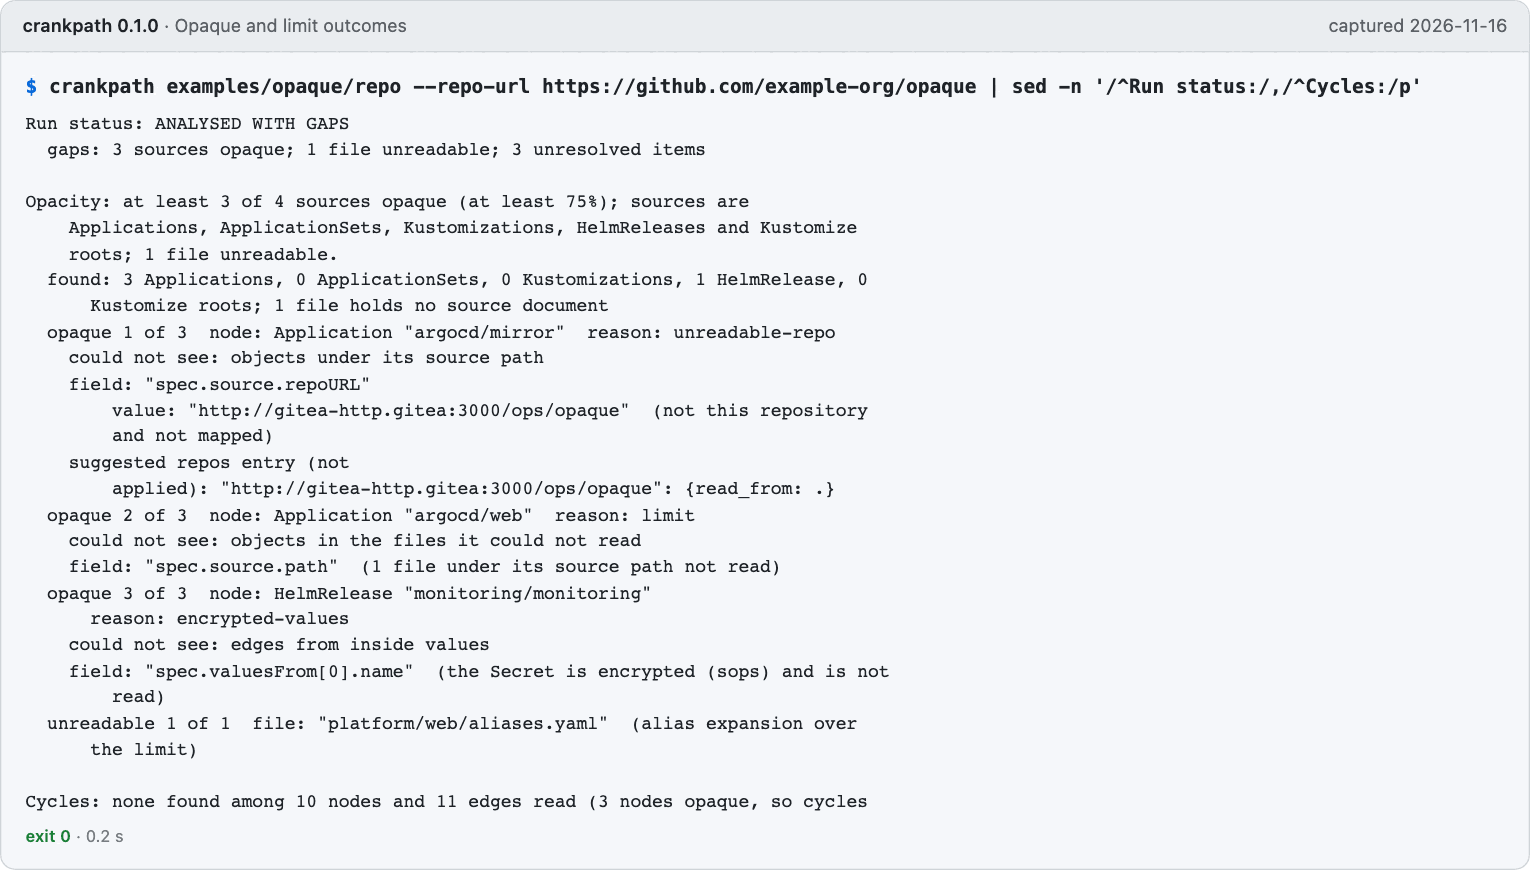 crankpath 0.1.0 · Opaque and limit outcomes captured 2026-11-16
$ crankpath examples/opaque/repo --repo-url https://github.com/example-org/opaque | sed -n '/^Run status:/,/^Cycles:/p'
Run status: ANALYSED WITH GAPS
  gaps: 3 sources opaque; 1 file unreadable; 3 unresolved items

Opacity: at least 3 of 4 sources opaque (at least 75%); sources are
    Applications, ApplicationSets, Kustomizations, HelmReleases and Kustomize
    roots; 1 file unreadable.
  found: 3 Applications, 0 ApplicationSets, 0 Kustomizations, 1 HelmRelease, 0
      Kustomize roots; 1 file holds no source document
  opaque 1 of 3  node: Application "argocd/mirror"  reason: unreadable-repo
    could not see: objects under its source path
    field: "spec.source.repoURL"
        value: "http://gitea-http.gitea:3000/ops/opaque"  (not this repository
        and not mapped)
    suggested repos entry (not
        applied): "http://gitea-http.gitea:3000/ops/opaque": {read_from: .}
  opaque 2 of 3  node: Application "argocd/web"  reason: limit
    could not see: objects in the files it could not read
    field: "spec.source.path"  (1 file under its source path not read)
  opaque 3 of 3  node: HelmRelease "monitoring/monitoring"
      reason: encrypted-values
    could not see: edges from inside values
    field: "spec.valuesFrom[0].name"  (the Secret is encrypted (sops) and is not
        read)
  unreadable 1 of 1  file: "platform/web/aliases.yaml"  (alias expansion over
      the limit)

Cycles: none found among 10 nodes and 11 edges read (3 nodes opaque, so cycles
exit 0 · 0.2 s